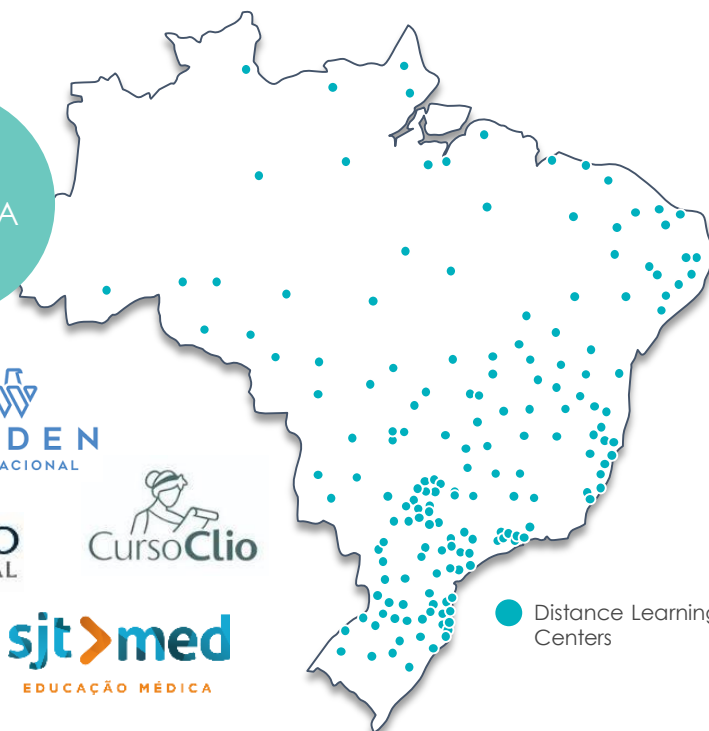 A
DEN
ACIONAL
O
AL
CursoClio
sjt>med
EDUCAÇÃO MÉDICA
Distance Learning
Centers